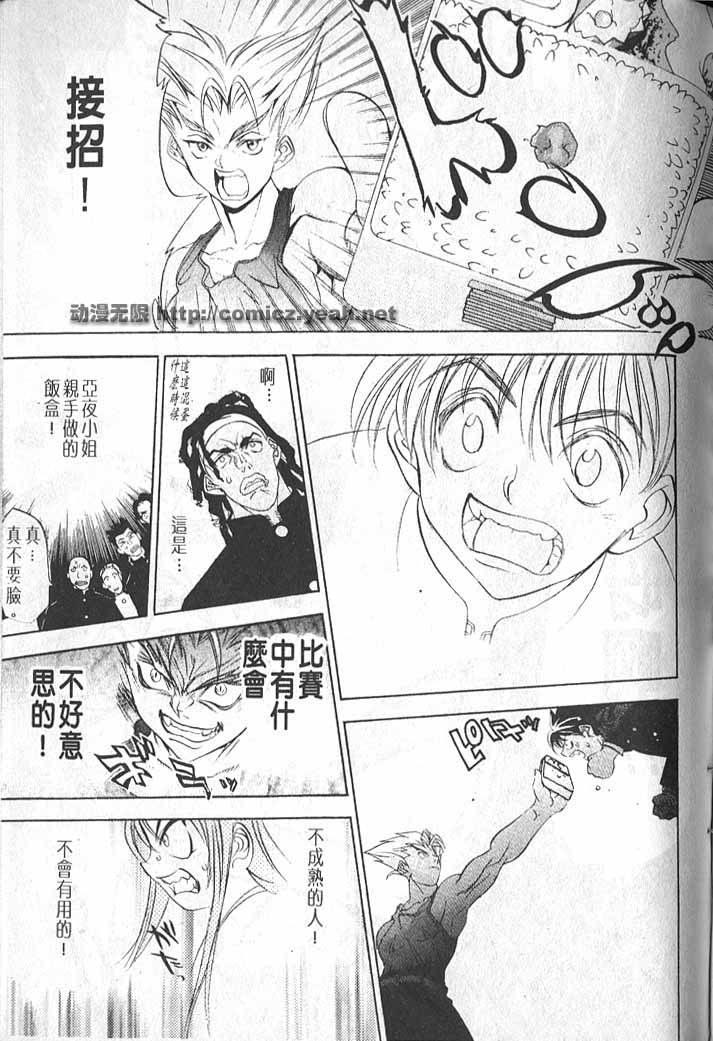 接招！
动漫无限(http://comicz.yeah.net
啊…
這這混蛋
什麼時候
這是…
亞夜小姐
親手做的
飯盒！
真…
真不要臉。
比賽
中有什
麼會
不好意
思的！
不成熟的人！
不會有用的！